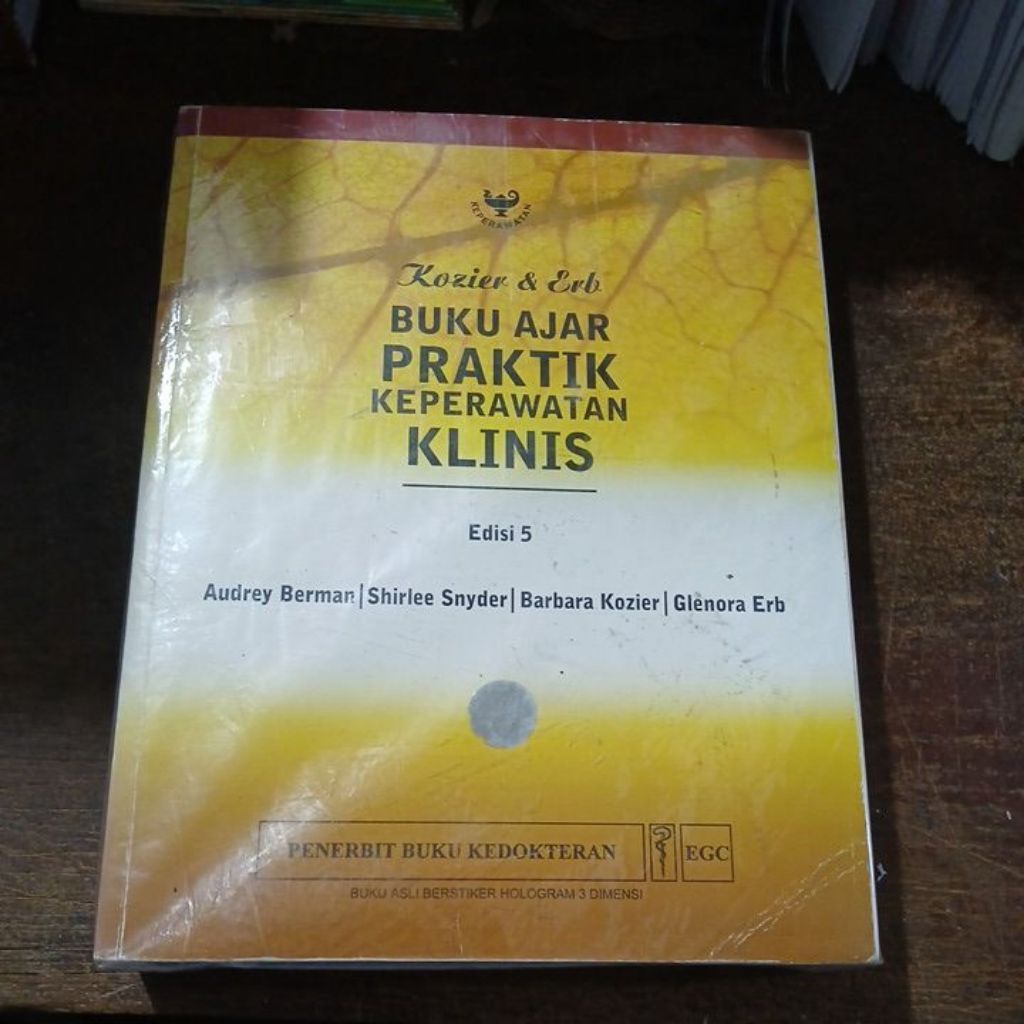 KEPERAWATAN
Kozier & Erb
BUKU AJAR
PRAKTIK
KEPERAWATAN
KLINIS
Edisi 5
Audrey Berman|Shirlee Snyder|Barbara Kozier|Glenora Erb
PENERBIT BUKU KEDOKTERAN EGC
BUKU ASLI BERSTIKER HOLOGRAM 3 DIMENSI